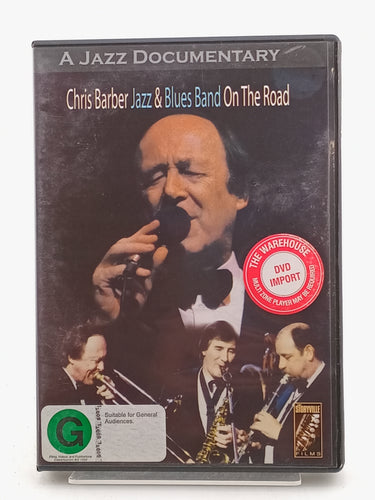 A JAZZ DOCUMENTARY
Chris Barber Jazz & Blues Band On The Road
THE WAREHOUSE
DVD
IMPORT
MULTI ZONE PLAYER MAY BE REQUIRED
G
Suitable for General
Audiences.
STORYVILLE
FILMS